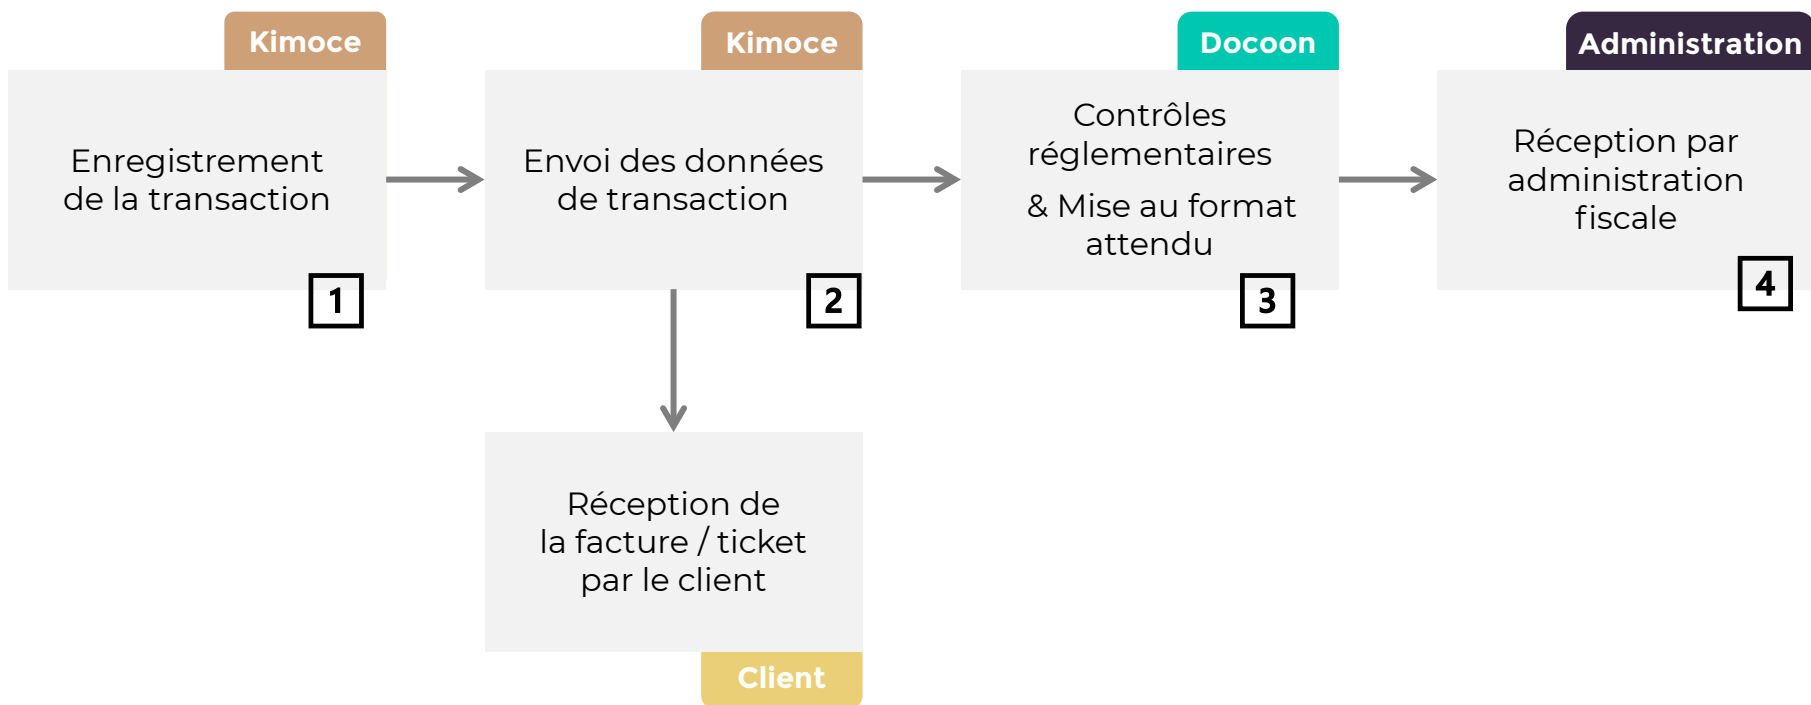 Kimoce
Enregistrement
de la transaction
1
Kimoce
Envoi des données
de transaction
2
Docoon
Contrôles
réglementaires
& Mise au format
attendu
3
Administration
Réception par
administration
fiscale
4
Réception de
la facture / ticket
par le client
Client